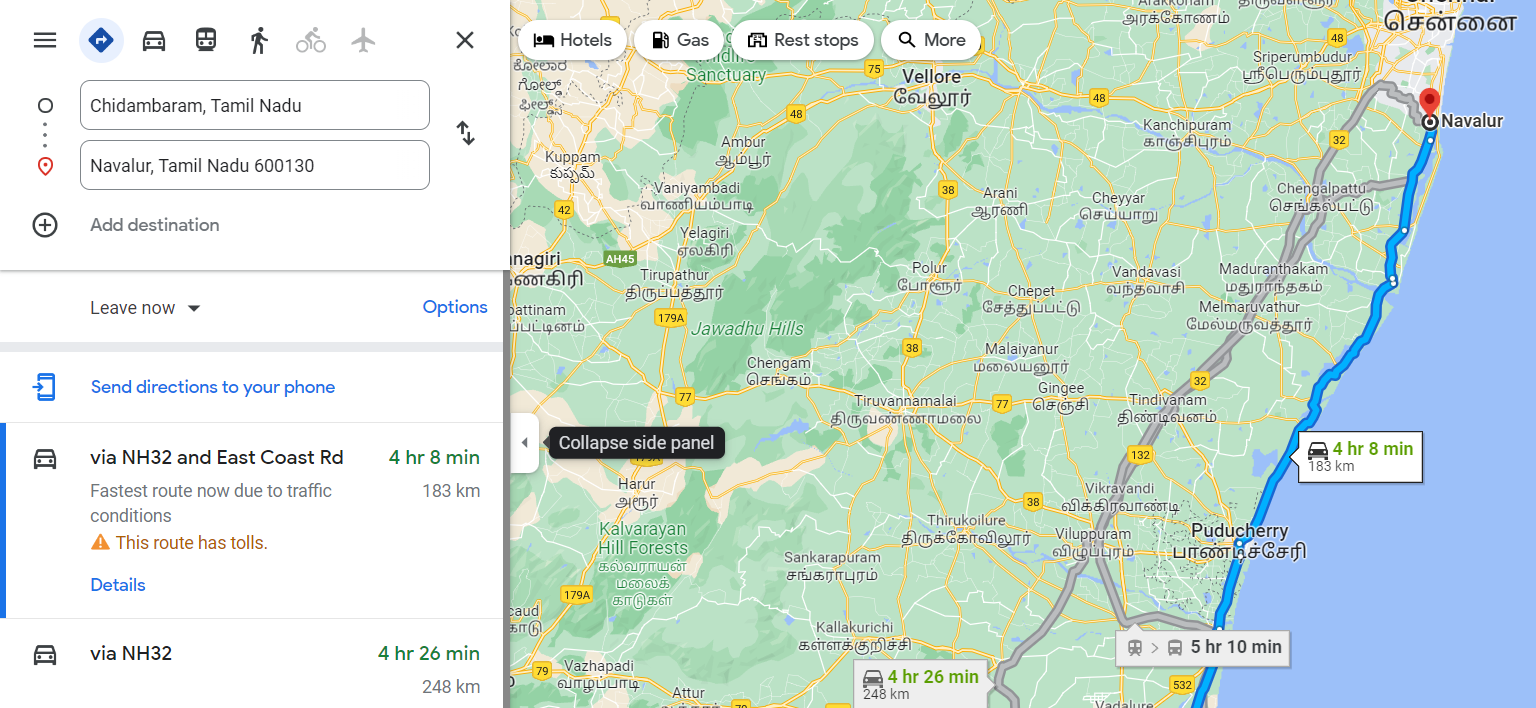 Chidambaram, Tamil Nadu
Navalur, Tamil Nadu 600130
Add destination
Leave now
Options
Send directions to your phone
via NH32 and East Coast Rd
4 hr 8 min
Fastest route now due to traffic
183 km
conditions
This route has tolls.
Details
via NH32
4 hr 26 min
248 km
Hotels
Gas
Rest stops
More
Collapse side panel
சென்னை
அரக்கோணம்
48
Sriperumbudur
ஸ்ரீபெரும்புதூர்
Sanctuary
75
Vellore
வேலூர்
48
48
Kanchipuram
காஞ்சிபுரம்
32
Navalur
Ambur
ஆம்பூர்
Kuppam
Vaniyambadi
வாணியம்பாடி
38
Arani
ஆரணி
Cheyyar
செய்யாறு
Chengalpattu
செங்கல்பட்டு
42
Yelagiri
ஏலகிரி
AH45
Tirupathur
திருப்பத்தூர்
Polur
போளூர்
Vandavasi
வந்தவாசி
Maduranthakam
மதுராந்தகம்
Chepet
சேத்துப்பட்டு
Melmaruvathur
மேல்மருவத்தூர்
179A
Jawadhu Hills
38
Malaiyanur
மலையனூர்
Chengam
செங்கம்
32
77
Tiruvannamalai
திருவண்ணாமலை
77
Gingee
செஞ்சி
Tindivanam
திண்டிவனம்
4 hr 8 min
183 km
132
Harur
அரூர்
Vikravandi
விக்கிரவாண்டி
38
Kalvarayan
Hill Forests
கல்வராயன்
மலைக்
காடுகள்
Thirukoilure
திருக்கோவிலூர்
Viluppuram
விழுப்புரம்
Puducherry
பாண்டிச்சேரி
Sankarapuram
சங்கராபுரம்
179A
Kallakurichi
கள்ளக்குறிச்சி
5 hr 10 min
79
Vazhapadi
வாழப்பாடி
4 hr 26 min
248 km
532
Attur
Vadalure